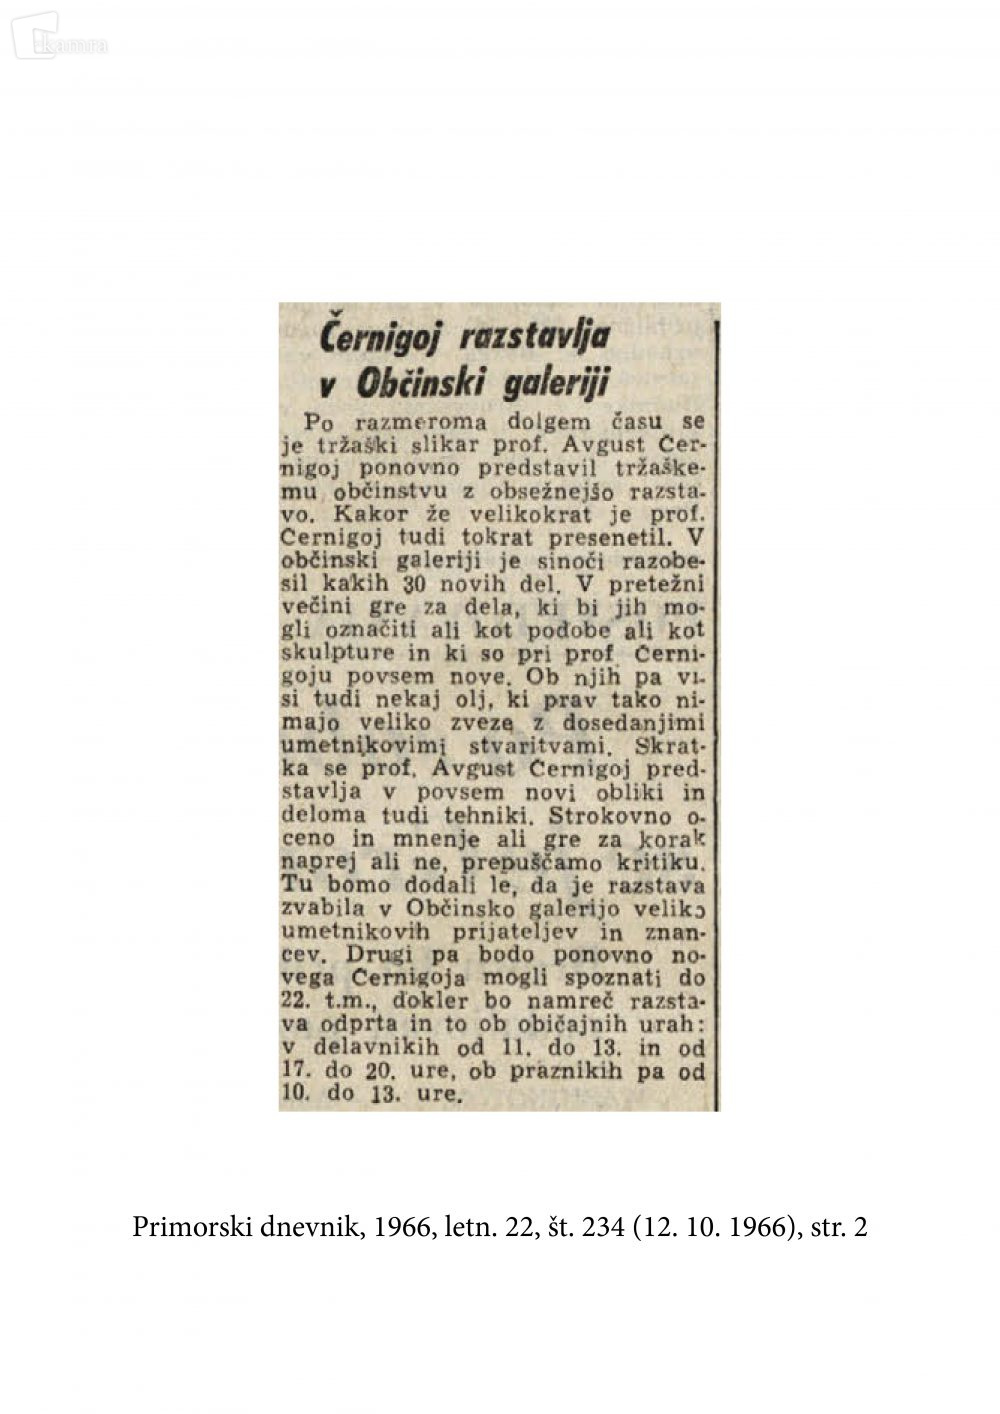 kamra
Černigoj razstavlja
v Občinski galeriji
Po razmeroma dolgem času se
je tržaški slikar prof. Avgust Cer-
nigoj ponovno predstavil tržaške-
mu občinstvu z obsežnejšo razsta-
vo. Kakor že velikokrat je prof.
Cernigoj tudi tokrat presenetil. V
občinski galeriji je sinoči razobe-
sil kakih 30 novih del. V pretežni
večini gre za dela, ki bi jih mo-
gli označiti ali kot podobe ali kot
skulpture in ki so pri prof. Cerni-
goju povsem nove. Ob njih pa vi-
si tudi nekaj olj, ki prav tako ni-
majo veliko zveze z dosedanjimi
umetnikovimi stvaritvami. Skrat-
ka se prof. Avgust Cernigoj pred-
stavlja v povsem novi obliki in
deloma tudi tehniki. Strokovno o-
ceno in mnenje ali gre za korak
naprej ali ne, prepuščamo kritiku.
Tu bomo dodali le, da je razstava
zvabila v Občinsko galerijo veliko
umetnikovih prijateljev in znan-
cev. Drugi pa bodo ponovno no-
vega Cernigoja mogli spoznati do
22. t.m., dokler bo namreč razsta-
va odprta in to ob običajnih urah:
v delavnikih od 11. do 13. in od
17. do 20. ure, ob praznikih pa od
10. do 13. ure.
Primorski dnevnik, 1966, letn. 22, št. 234 (12. 10. 1966), str. 2